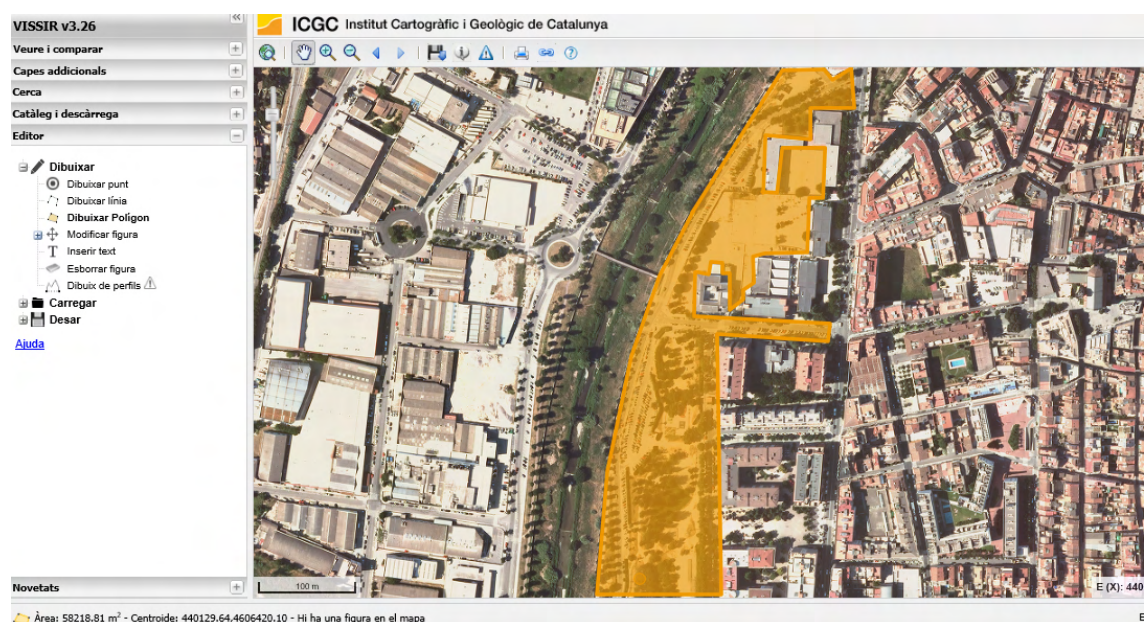 VISSIR v3.26
ICGC Institut Cartogràfic i Geològic de Catalunya
Veure i comparar
Capes addicionals
Cerca
Catàleg i descàrrega
Editor
Dibuixar
Dibuixar punt
Dibuixar línia
Dibuixar Polígon
Modificar figura
T Inserir text
Esborrar figura
Dibuix de perfils
Carregar
Desar
Ajuda
Novetats
100 m
E (X): 440
Àrea: 58218.81 m² - Centroide: 440129.64,4606420.10 - Hi ha una figura en el mapa
E